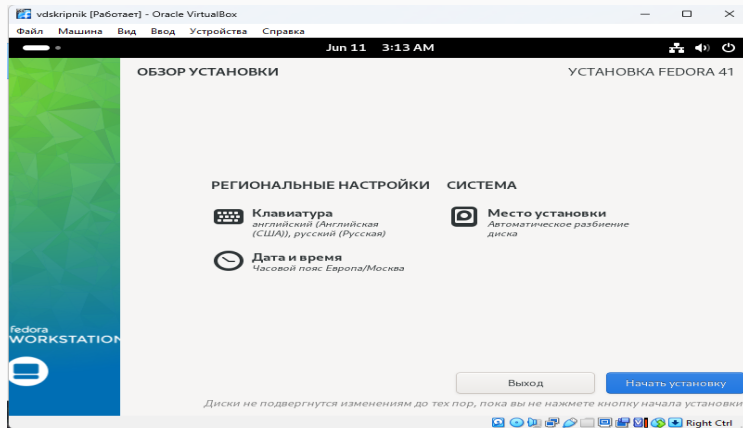 vdskripnik [Работает] - Oracle VirtualBox
Файл Машина Вид Ввод Устройства Справка
Jun 11 3:13 AM
ОБЗОР УСТАНОВКИ
УСТАНОВКА FEDORA 41
РЕГИОНАЛЬНЫЕ НАСТРОЙКИ
Клавиатура
английский (Английская
(США)), русский (Русская)
Дата и время
Часовой пояс Европа/Москва
СИСТЕМА
Место установки
Автоматическое разбиение
диска
fedora
WORKSTATION
Выход
Начать установку
Диски не подвергнутся изменениям до тех пор, пока вы не нажмете кнопку начала установки
Right Ctrl